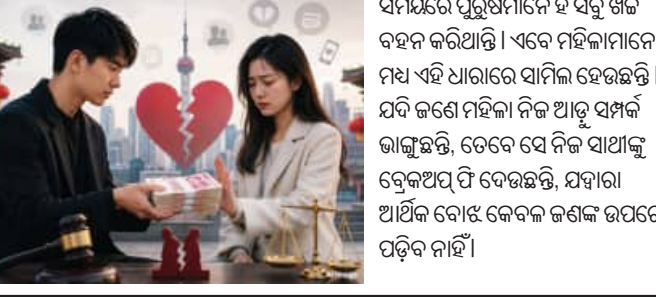 ସମୟରେ ପୁରୁଷମାନେ ହିଁ ସବୁ ଖର୍ଚ୍ଚ
ବହନ କରିଥାନ୍ତି । ଏବେ ମହିଳାମାନେ
ମଧ୍ୟ ଏହି ଧାରାରେ ସାମିଲ ହେଉଛନ୍ତି ।
ଯଦି ଜଣେ ମହିଳା ନିଜ ଆଡୁ ସମ୍ପର୍କ
ଭାଙ୍ଗୁଛନ୍ତି, ତେବେ ସେ ନିଜ ସାଥୀଙ୍କୁ
ବ୍ରେକଅପ୍ ଫି ଦେଉଛନ୍ତି, ଯଦ୍ୱାରା
ଆର୍ଥିକ ବୋଝ କେବଳ ଜଣଙ୍କ ଉପରେ
ପଡ଼ିବ ନାହିଁ ।